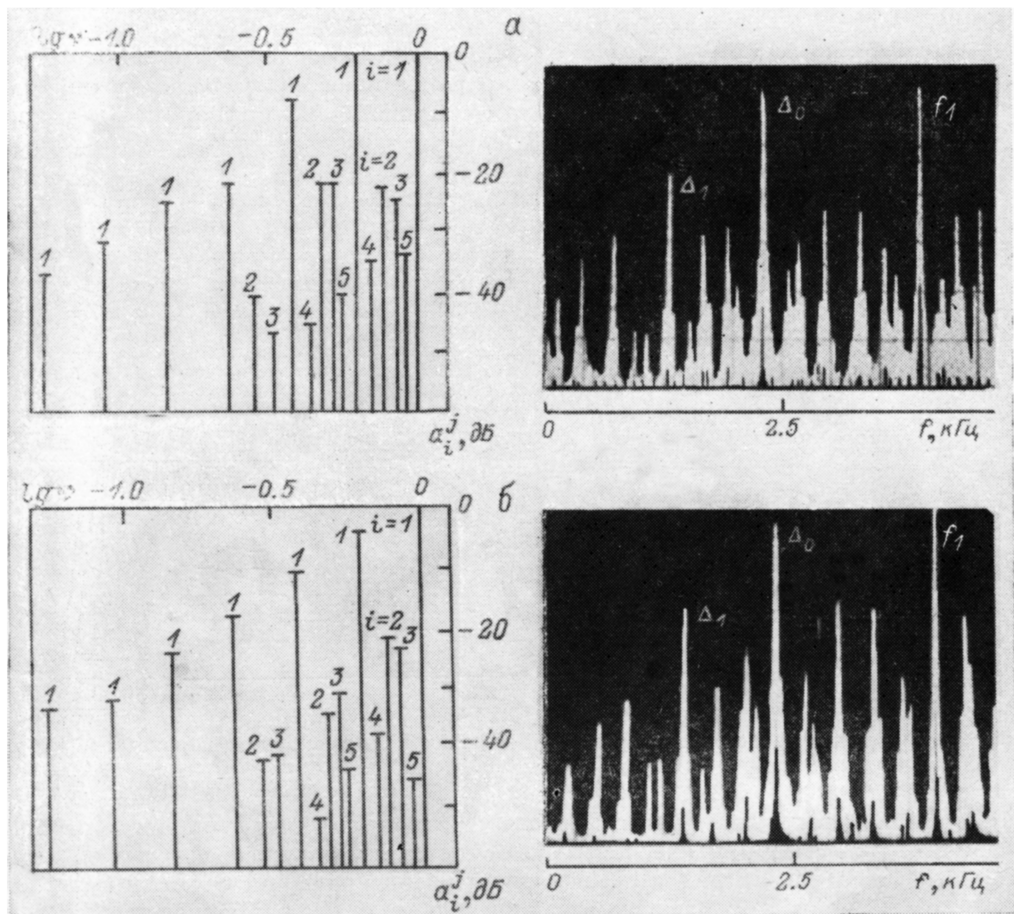 -1.0 -0.5 0 0 а
1 1 i=1
Δ₀ f₁
1 2 3 i=2 3 -20 Δ₁
1 1 4 5
1 2 3 4 5 -40
αᵢʲ, дБ 0 2.5 f, кГц
-1.0 -0.5 0 0 б
1 i=1 Δ₀ f₁
1
1 i=2 3 -20 Δ₁
1 3
1 1 2 4
2 3 5 5 -40
4
αᵢʲ, дБ 0 2.5 f, кГц